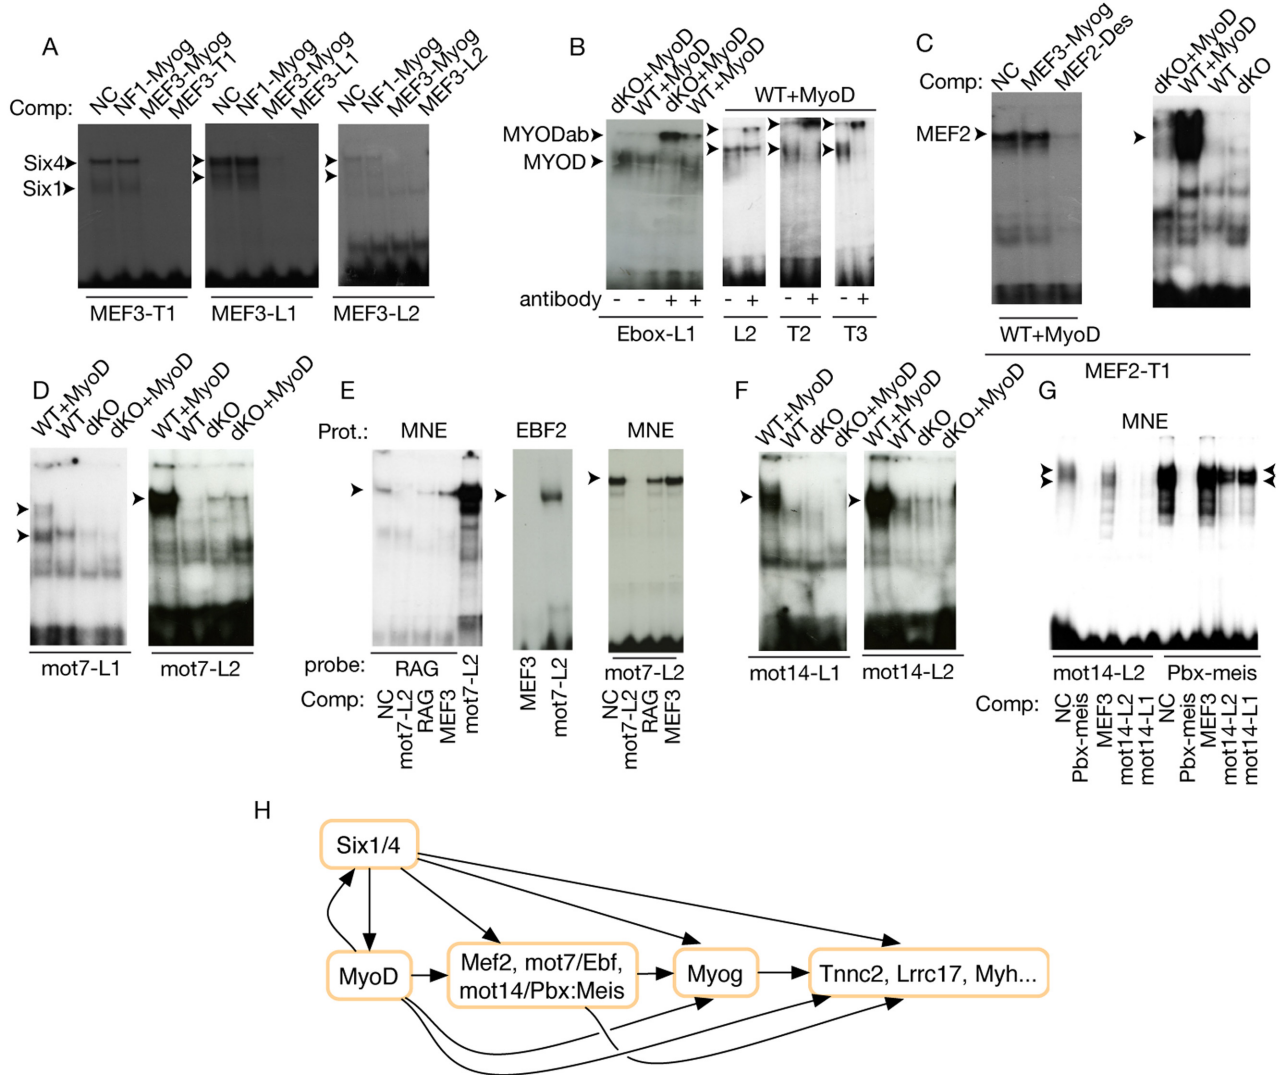 A
Comp:
NC
NF1-Myog
MEF3-Myog
MEF3-T1
NC
NF1-Myog
MEF3-Myog
MEF3-L1
NC
NF1-Myog
MEF3-Myog
MEF3-L2
Six4
Six1
MEF3-T1
MEF3-L1
MEF3-L2
B
dKO+MyoD
WT+MyoD
dKO+MyoD
WT+MyoD
WT+MyoD
MYODab
MYOD
antibody - - + + - + - + - +
Ebox-L1
L2
T2
T3
C
Comp:
NC
MEF3-Myog
MEF2-Des
dKO+MyoD
WT+MyoD
WT
dKO
MEF2
WT+MyoD
MEF2-T1
D
WT+MyoD
WT
dKO
dKO+MyoD
WT+MyoD
WT
dKO
dKO+MyoD
mot7-L1
mot7-L2
E
Prot.:
MNE
EBF2
MNE
probe:
RAG
mot7-L2
MEF3
mot7-L2
mot7-L2
Comp:
NC
mot7-L2
RAG
MEF3
NC
mot7-L2
RAG
MEF3
F
WT+MyoD
WT
dKO
dKO+MyoD
WT+MyoD
WT
dKO
dKO+MyoD
mot14-L1
mot14-L2
G
MNE
mot14-L2
Pbx-meis
Comp:
NC
Pbx-meis
MEF3
mot14-L2
mot14-L1
NC
Pbx-meis
MEF3
mot14-L2
mot14-L1
H
Six1/4
MyoD
Mef2, mot7/Ebf,
mot14/Pbx:Meis
Myog
Tnnc2, Lrrc17, Myh...